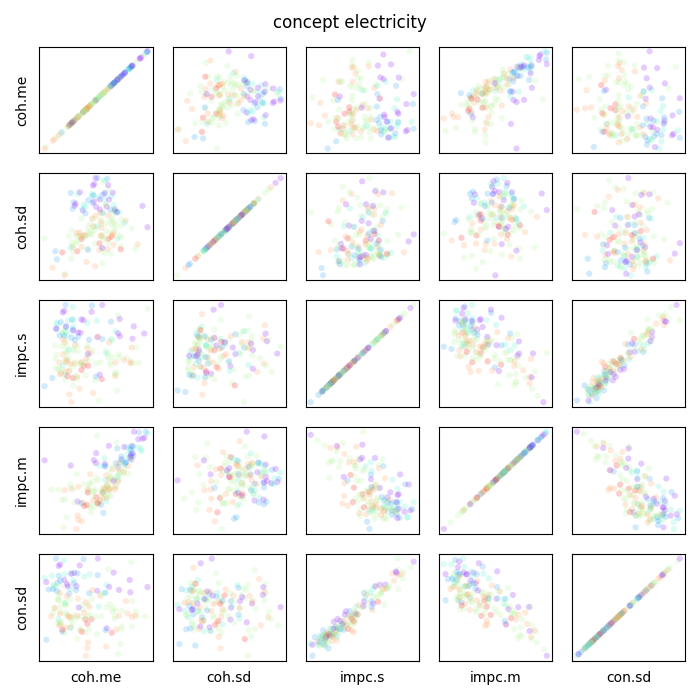 concept electricity
coh.me
coh.sd
impc.s
impc.m
con.sd
coh.me
coh.sd
impc.s
impc.m
con.sd